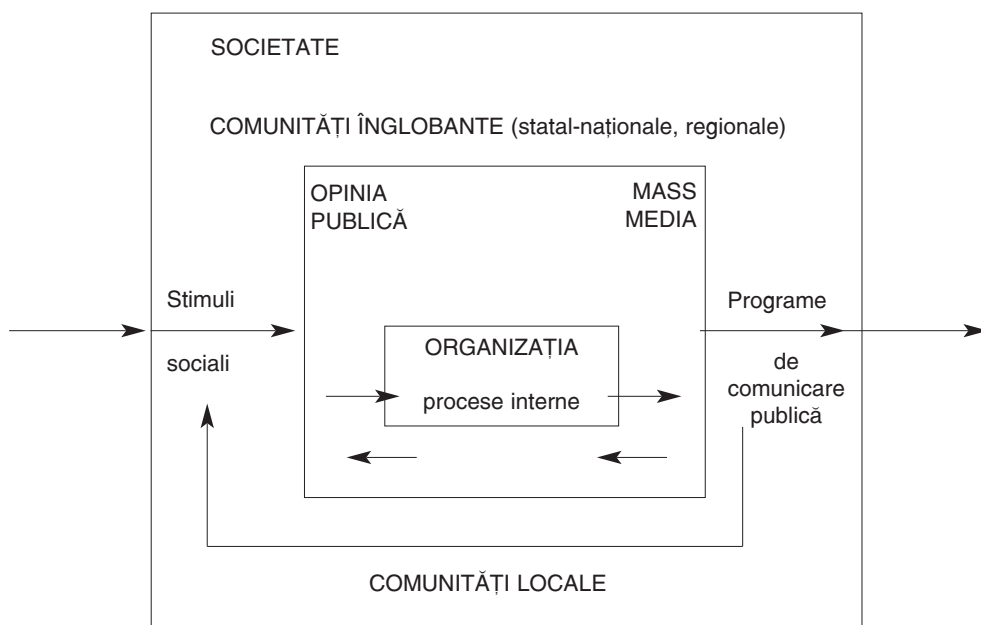 SOCIETATE
COMUNITĂȚI ÎNGLOBANTE (statal-naționale, regionale)
OPINIA
PUBLICĂ
MASS
MEDIA
Stimuli
sociali
ORGANIZAȚIA
procese interne
Programe
de
comunicare
publică
COMUNITĂȚI LOCALE